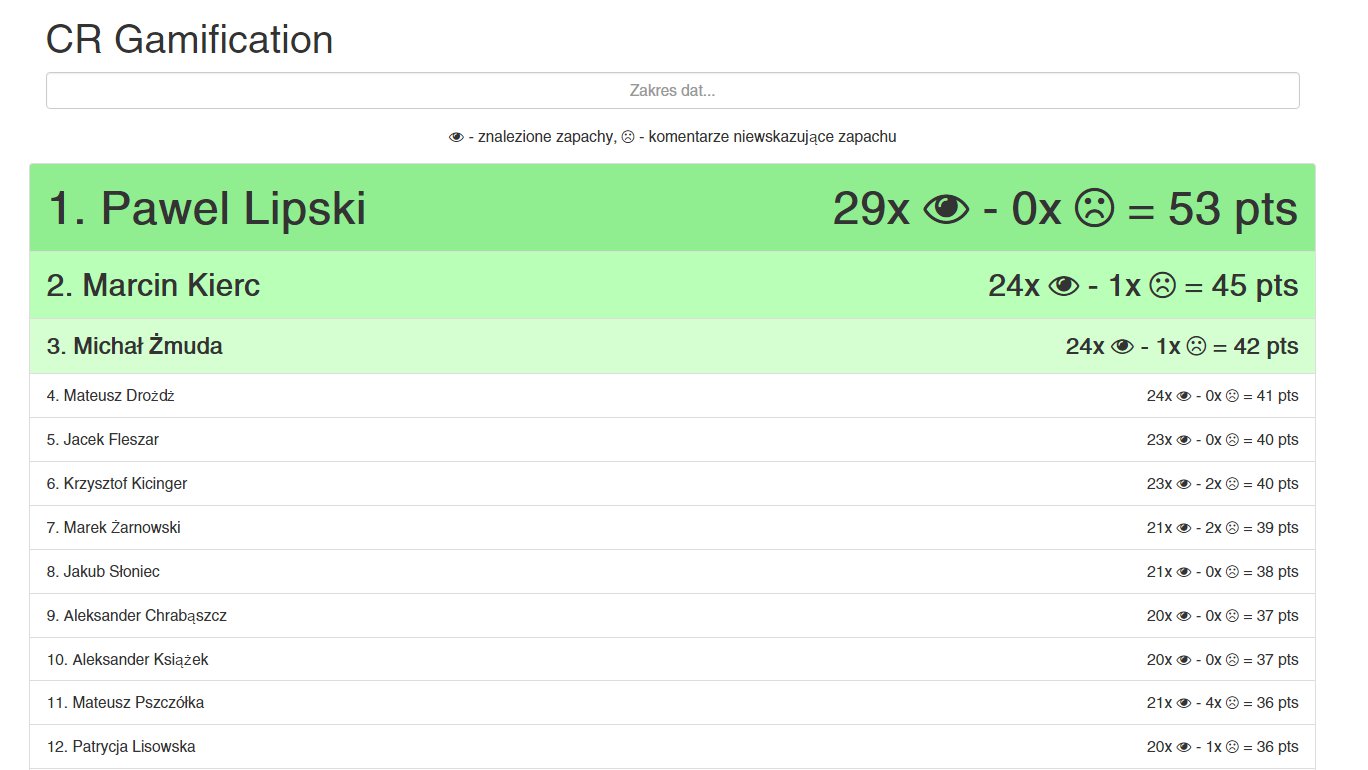 CR Gamification
Zakres dat...
- znalezione zapachy, - komentarze niewskazujące zapachu
1. Pawel Lipski 29x - 0x = 53 pts
2. Marcin Kierc 24x - 1x = 45 pts
3. Michał Żmuda 24x - 1x = 42 pts
4. Mateusz Drożdż 24x - 0x = 41 pts
5. Jacek Fleszar 23x - 0x = 40 pts
6. Krzysztof Kicinger 23x - 2x = 40 pts
7. Marek Żarnowski 21x - 2x = 39 pts
8. Jakub Słoniec 21x - 0x = 38 pts
9. Aleksander Chrabąszcz 20x - 0x = 37 pts
10. Aleksander Książek 20x - 0x = 37 pts
11. Mateusz Pszczółka 21x - 4x = 36 pts
12. Patrycja Lisowska 20x - 1x = 36 pts